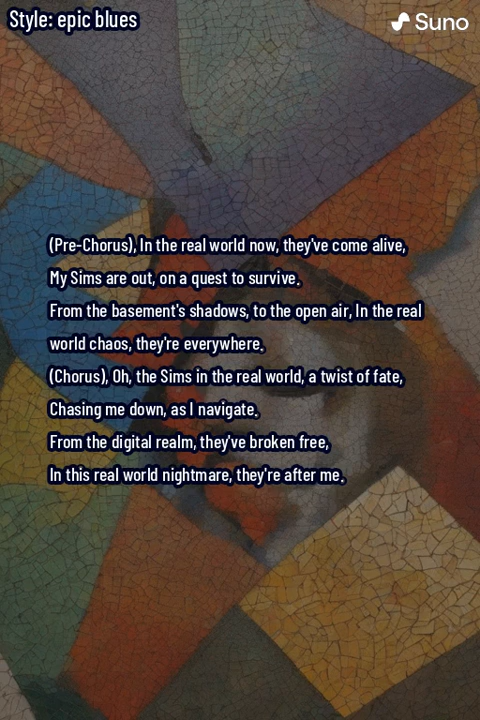 Style: epic blues
Suno
(Pre-Chorus), In the real world now, they've come alive,
My Sims are out, on a quest to survive.
From the basement's shadows, to the open air, In the real
world chaos, they're everywhere.
(Chorus), Oh, the Sims in the real world, a twist of fate,
Chasing me down, as I navigate.
From the digital realm, they've broken free,
In this real world nightmare, they're after me.